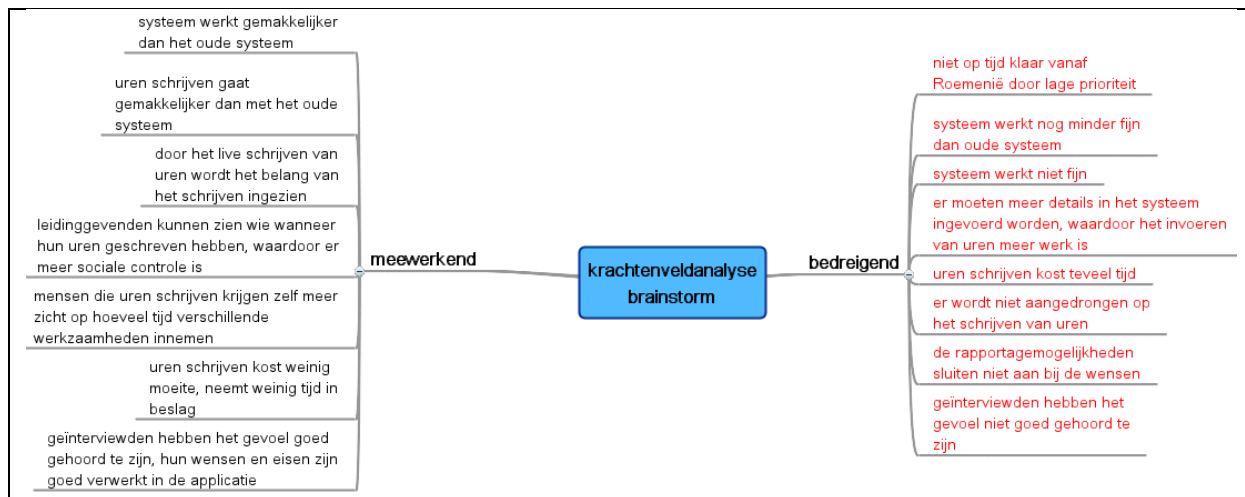 systeem werkt gemakkelijker
dan het oude systeem
uren schrijven gaat
gemakkelijker dan met het oude
systeem
door het live schrijven van
uren wordt het belang van
het schrijven ingezien
leidinggevenden kunnen zien wie wanneer
hun uren geschreven hebben, waardoor er
meer sociale controle is
mensen die uren schrijven krijgen zelf meer
zicht op hoeveel tijd verschillende
werkzaamheden innemen
uren schrijven kost weinig
moeite, neemt weinig tijd in
beslag
geïnterviewden hebben het gevoel goed
gehoord te zijn, hun wensen en eisen zijn
goed verwerkt in de applicatie
meewerkend
krachtenveldanalyse
brainstorm
bedreigend
niet op tijd klaar vanaf
Roemenië door lage prioriteit
systeem werkt nog minder fijn
dan oude systeem
systeem werkt niet fijn
er moeten meer details in het systeem
ingevoerd worden, waardoor het invoeren
van uren meer werk is
uren schrijven kost teveel tijd
er wordt niet aangedrongen op
het schrijven van uren
de rapportagemogelijkheden
sluiten niet aan bij de wensen
geïnterviewden hebben het
gevoel niet goed gehoord te
zijn